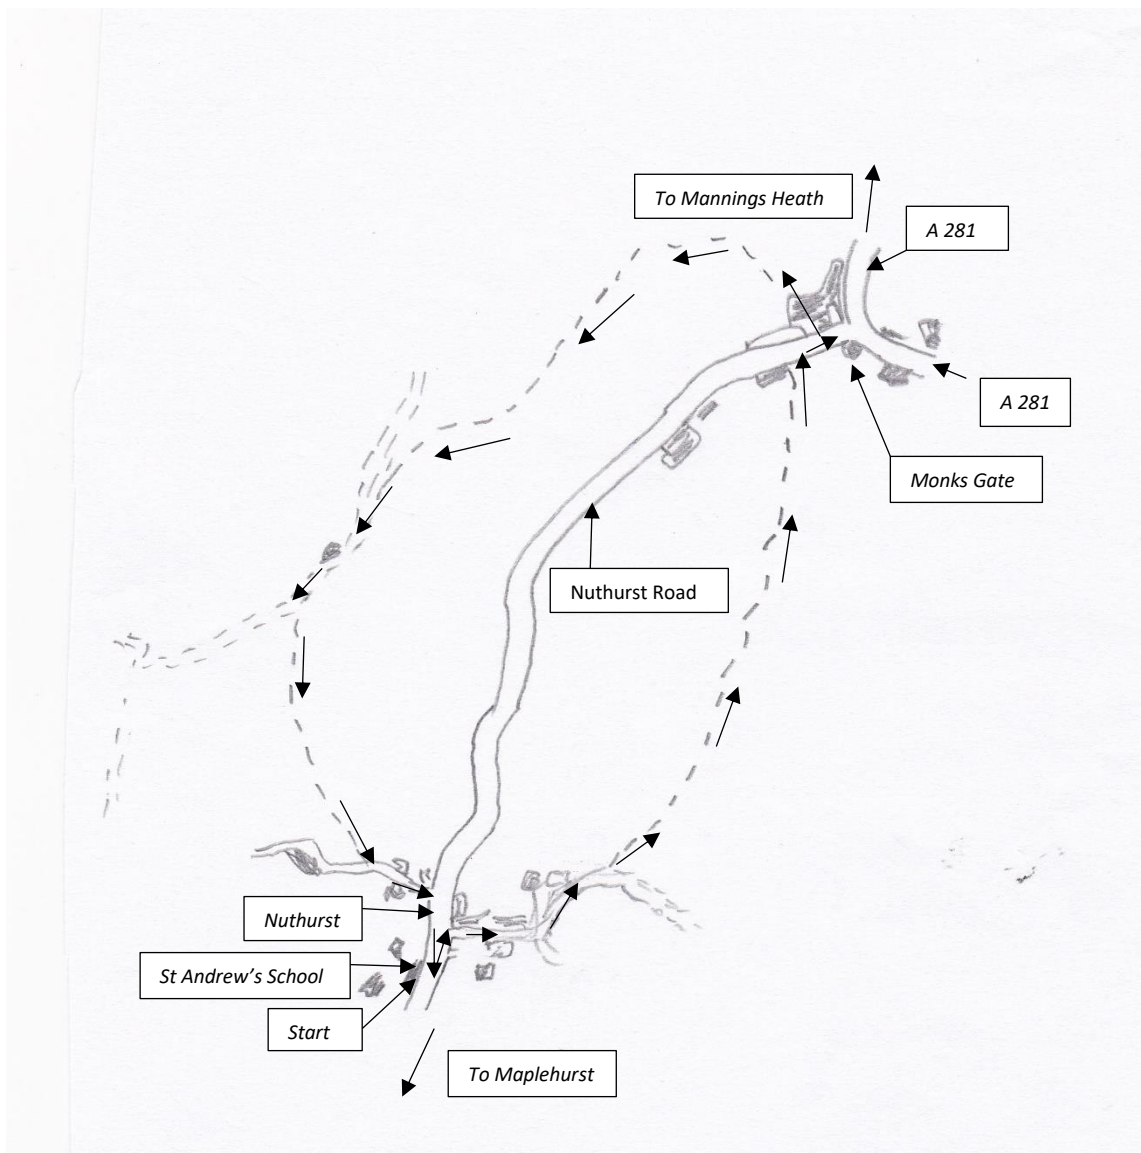 To Mannings Heath
A 281
A 281
Monks Gate
Nuthurst Road
Nuthurst
St Andrew’s School
Start
To Maplehurst